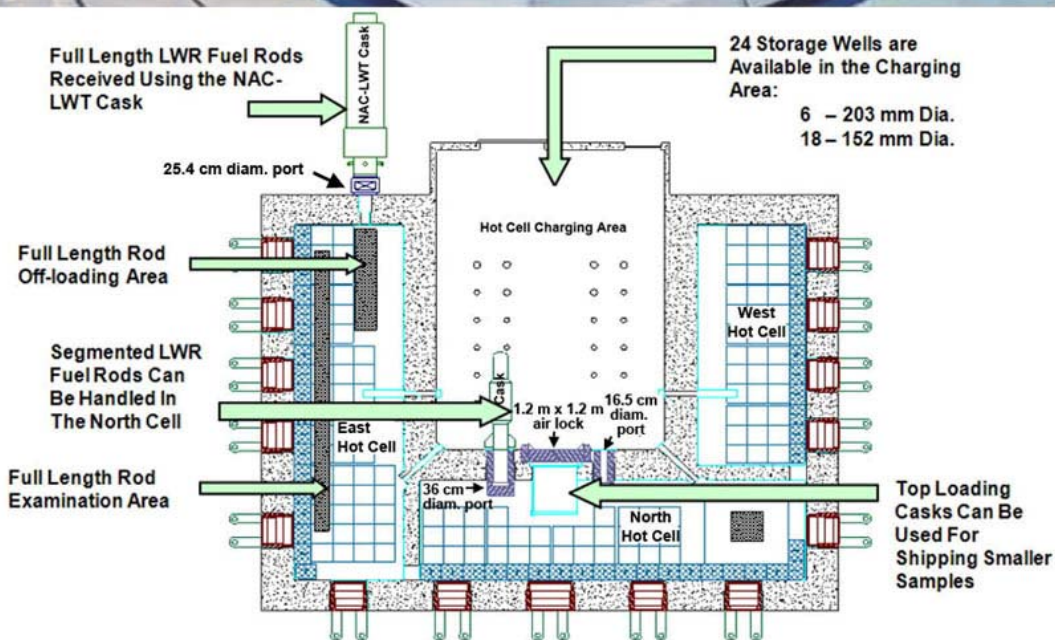 Full Length LWR Fuel Rods
Received Using the NAC-
LWT Cask
NAC-LWT Cask
24 Storage Wells are
Available in the Charging
Area:
6 – 203 mm Dia.
18 – 152 mm Dia.
25.4 cm diam. port
Hot Cell Charging Area
Full Length Rod
Off-loading Area
West
Hot Cell
Segmented LWR
Fuel Rods Can
Be Handled In
The North Cell
Cask
1.2 m x 1.2 m
air lock
16.5 cm
diam.
port
East
Hot Cell
Full Length Rod
Examination Area
36 cm
diam. port
North
Hot Cell
Top Loading
Casks Can Be
Used For
Shipping Smaller
Samples